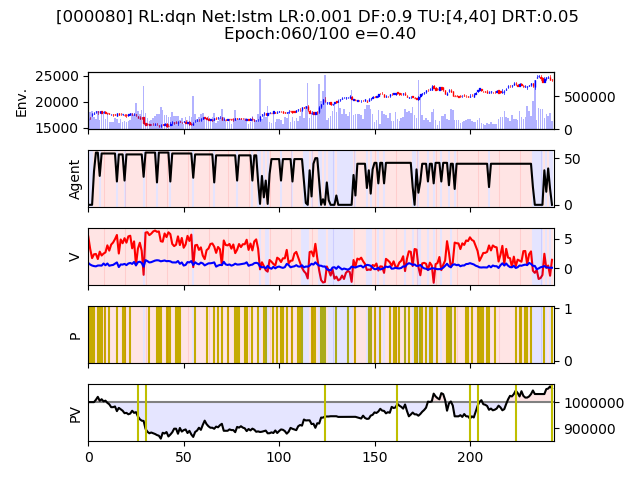 [000080] RL:dqn Net:lstm LR:0.001 DF:0.9 TU:[4,40] DRT:0.05
Epoch:060/100 e=0.40
Env.
25000
20000
15000
500000
0
Agent
50
0
V
5
0
P
1
0
PV
1000000
900000
0 50 100 150 200